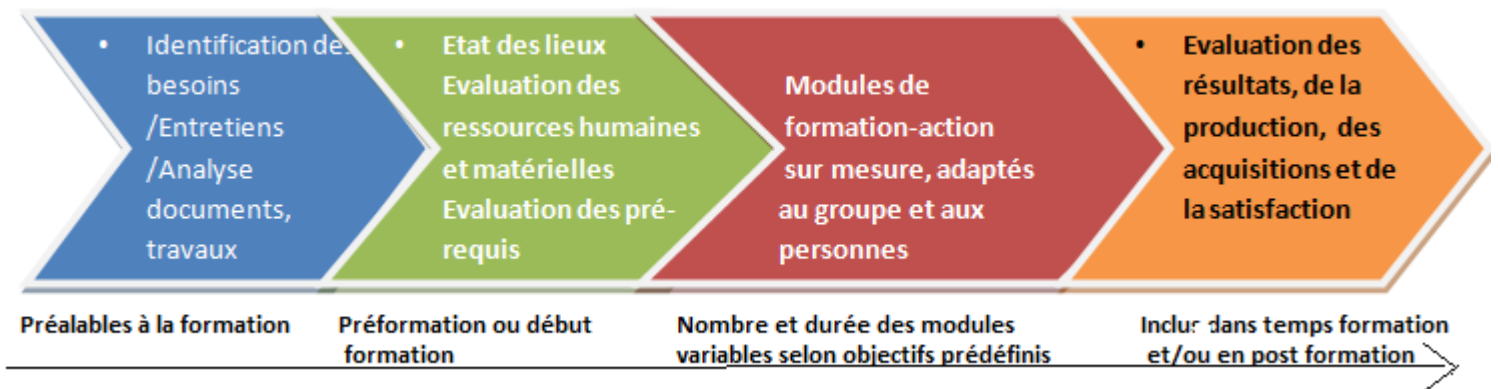 • Identification des
besoins
/Entretiens
/Analyse
documents,
travaux
• Etat des lieux
Evaluation des
ressources humaines
et matérielles
Evaluation des pré-
requis
Modules de
formation-action
sur mesure, adaptés
au groupe et aux
personnes
• Evaluation des
résultats, de la
production, des
acquisitions et de
la satisfaction
Préalables à la formation
Préformation ou début
formation
Nombre et durée des modules
variables selon objectifs prédéfinis
dans temps formation
et/ou en post formation